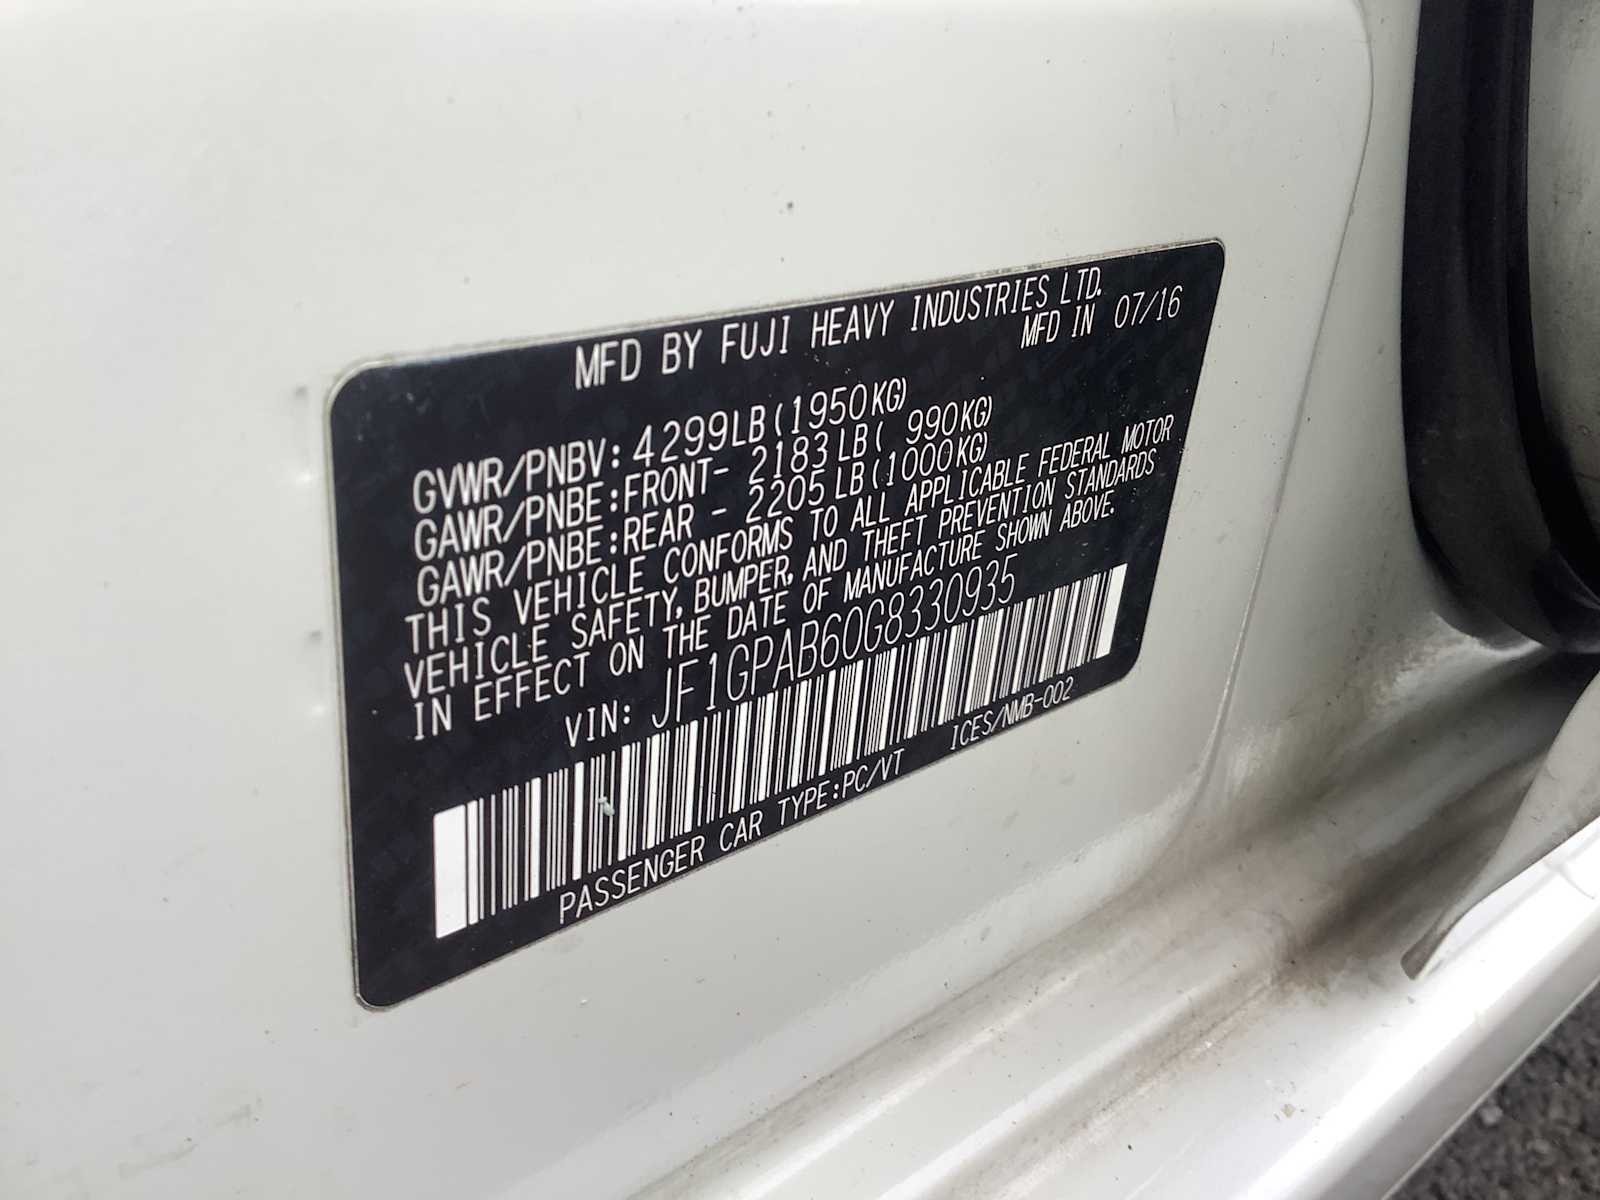 MFD BY FUJI HEAVY INDUSTRIES LTD.
MFD IN 07/16
GVWR/PNBV: 4299LB(1950KG)
GAWR/PNBE:FRONT- 2183LB( 990KG)
GAWR/PNBE:REAR - 2205LB(1000KG)
THIS VEHICLE CONFORMS TO ALL APPLICABLE FEDERAL MOTOR
VEHICLE SAFETY, BUMPER, AND THEFT PREVENTION STANDARDS
IN EFFECT ON THE DATE OF MANUFACTURE SHOWN ABOVE.
VIN: JF1GPAB60G8330935
PASSENGER CAR TYPE:PC/VT ICES/NMB-002